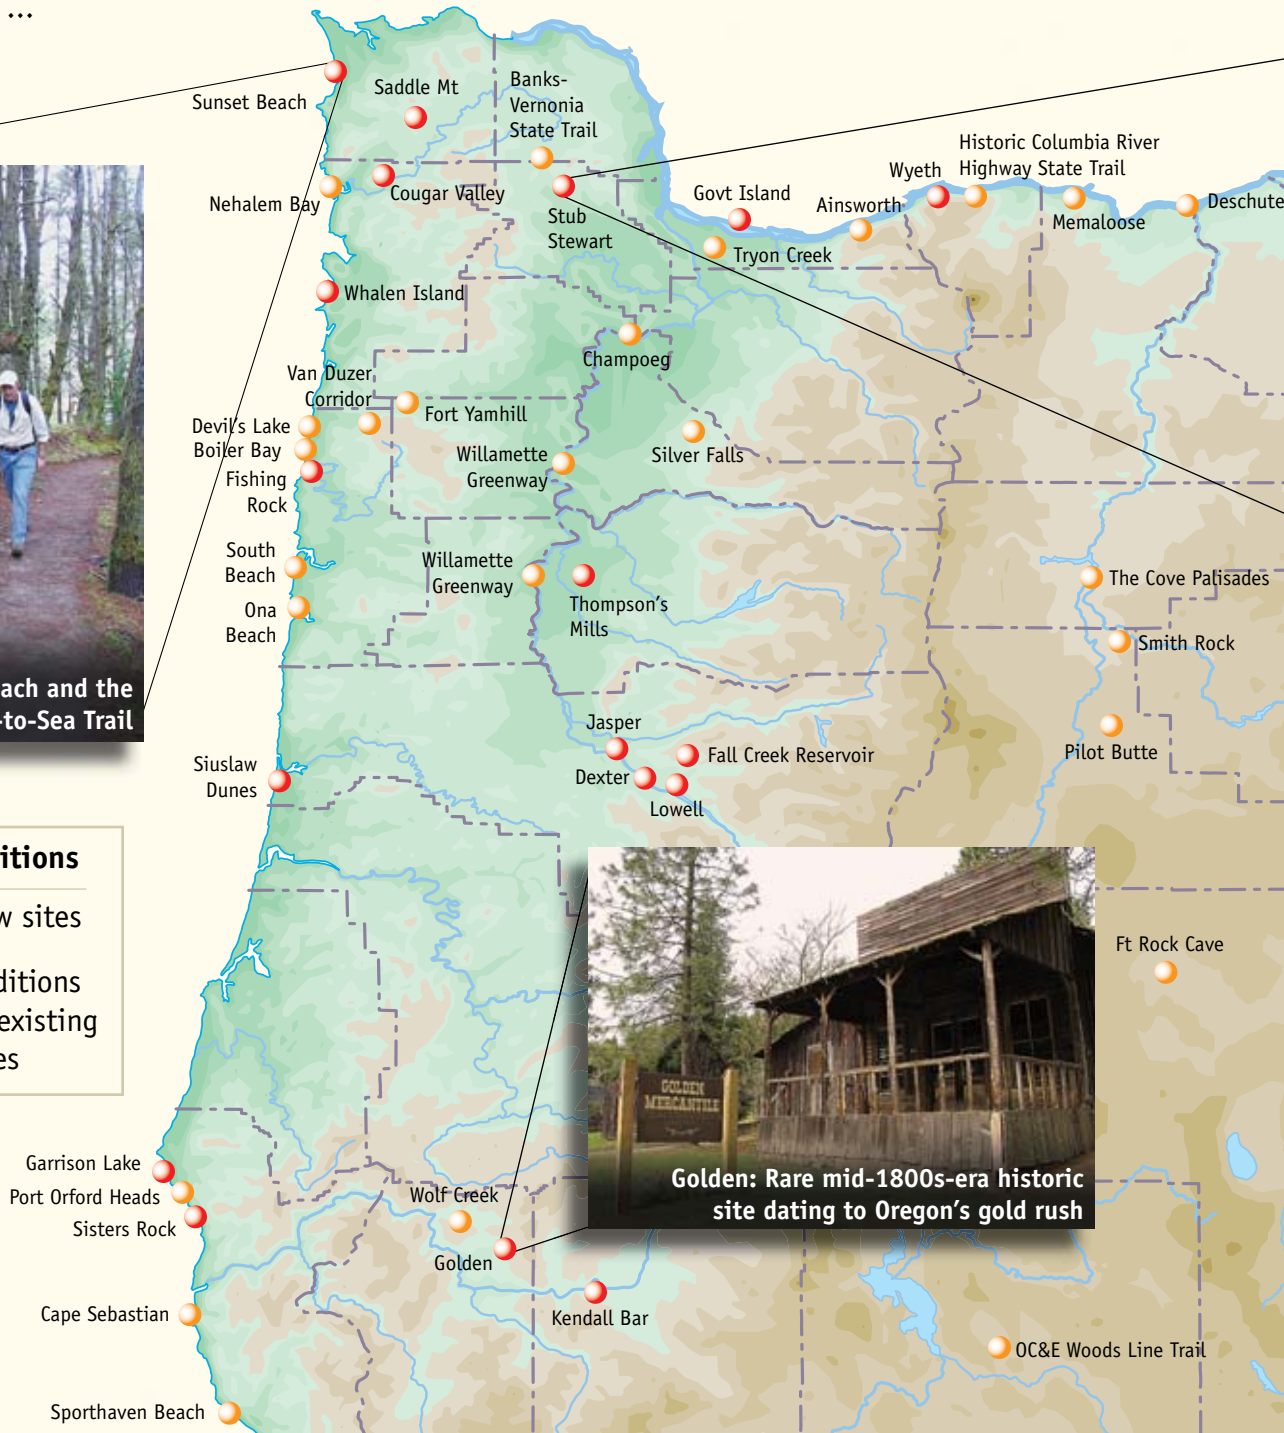 ...
Sunset Beach
Saddle Mt
Banks-
Vernonia
State Trail
Nehalem Bay
Cougar Valley
Stub
Stewart
Govt Island
Tryon Creek
Ainsworth
Wyeth
Historic Columbia River
Highway State Trail
Memaloose
Deschute
Whalen Island
Champoeg
Van Duzer
Corridor
Fort Yamhill
Devil's Lake
Boiler Bay
Fishing
Rock
Willamette
Greenway
Silver Falls
South
Beach
Ona
Beach
Willamette
Greenway
Thompson's
Mills
The Cove Palisades
Smith Rock
Pilot Butte
each and the
-to-Sea Trail
Jasper
Fall Creek Reservoir
Dexter
Lowell
Siuslaw
Dunes
itions
w sites
ditions
existing
es
Ft Rock Cave
GOLDEN
MERCANTILE
Golden: Rare mid-1800s-era historic
site dating to Oregon's gold rush
Garrison Lake
Port Orford Heads
Sisters Rock
Wolf Creek
Golden
Kendall Bar
Cape Sebastian
OC&E Woods Line Trail
Sporthaven Beach